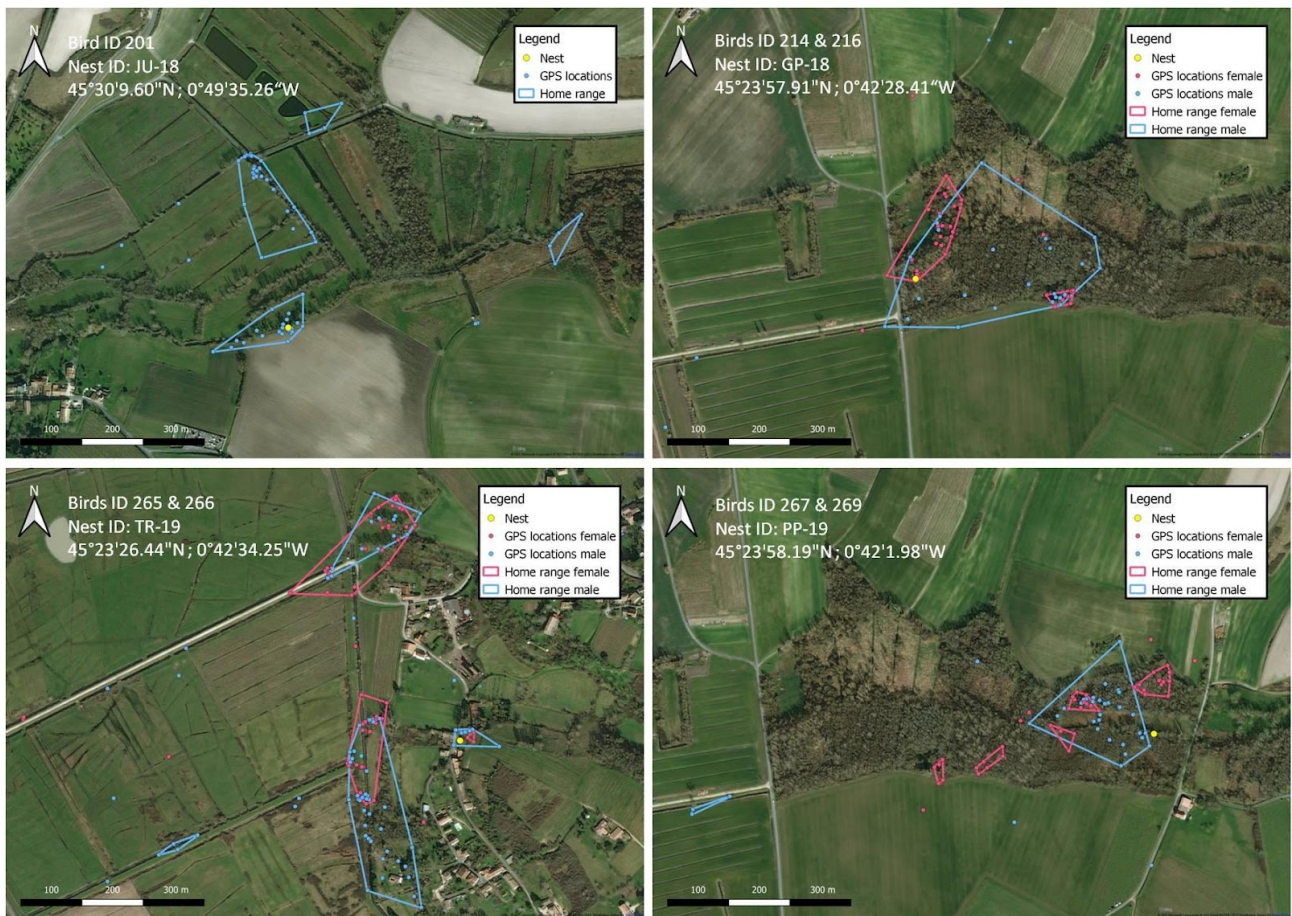 N
Bird ID 201
Nest ID: JU-18
45°30'9.60"N ; 0°49'35.26“W
Legend
Nest
GPS locations
Home range
100 200 300 m
N
Birds ID 214 & 216
Nest ID: GP-18
45°23'57.91"N ; 0°42'28.41“W
Legend
Nest
GPS locations female
GPS locations male
Home range female
Home range male
100 200 300 m
N
Birds ID 265 & 266
Nest ID: TR-19
45°23'26.44"N ; 0°42'34.25"W
Legend
Nest
GPS locations female
GPS locations male
Home range female
Home range male
100 200 300 m
N
Birds ID 267 & 269
Nest ID: PP-19
45°23'58.19"N ; 0°42'1.98"W
Legend
Nest
GPS locations female
GPS locations male
Home range female
Home range male
100 200 300 m